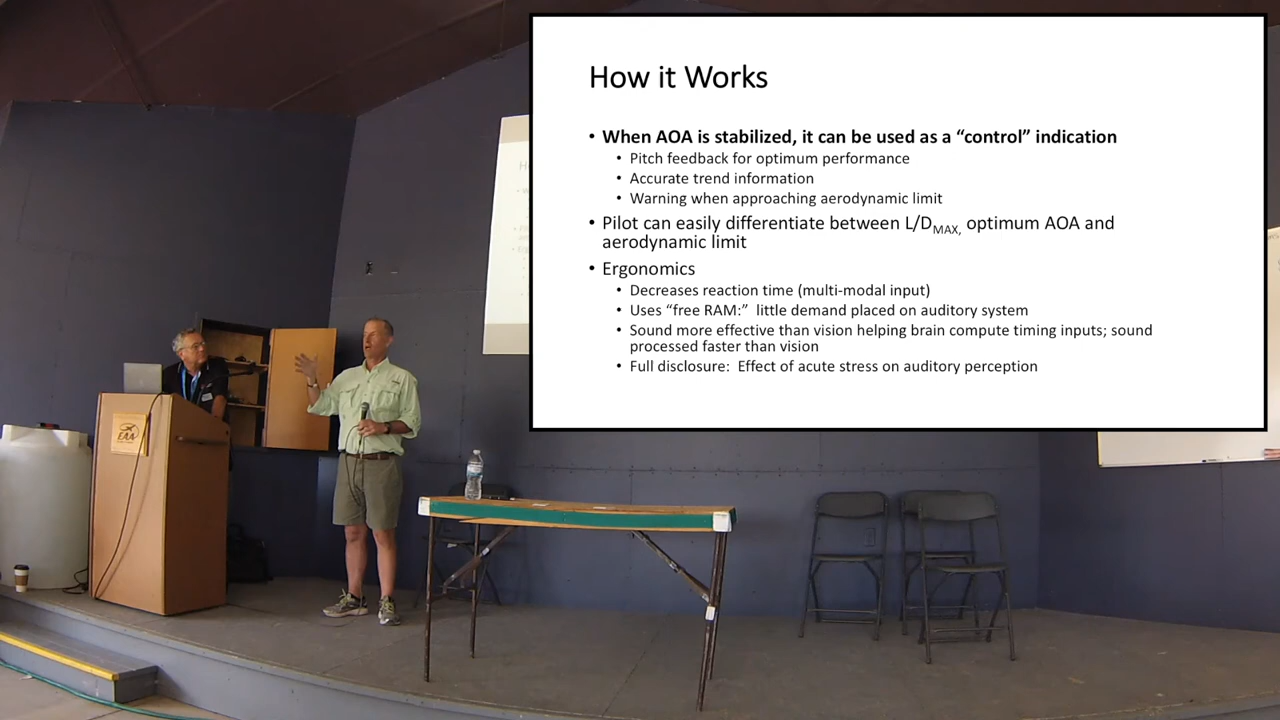 How it Works
• When AOA is stabilized, it can be used as a “control” indication
• Pitch feedback for optimum performance
• Accurate trend information
• Warning when approaching aerodynamic limit
• Pilot can easily differentiate between L/DMAX, optimum AOA and
aerodynamic limit
• Ergonomics
• Decreases reaction time (multi-modal input)
• Uses “free RAM:” little demand placed on auditory system
• Sound more effective than vision helping brain compute timing inputs; sound
processed faster than vision
• Full disclosure: Effect of acute stress on auditory perception
EAA